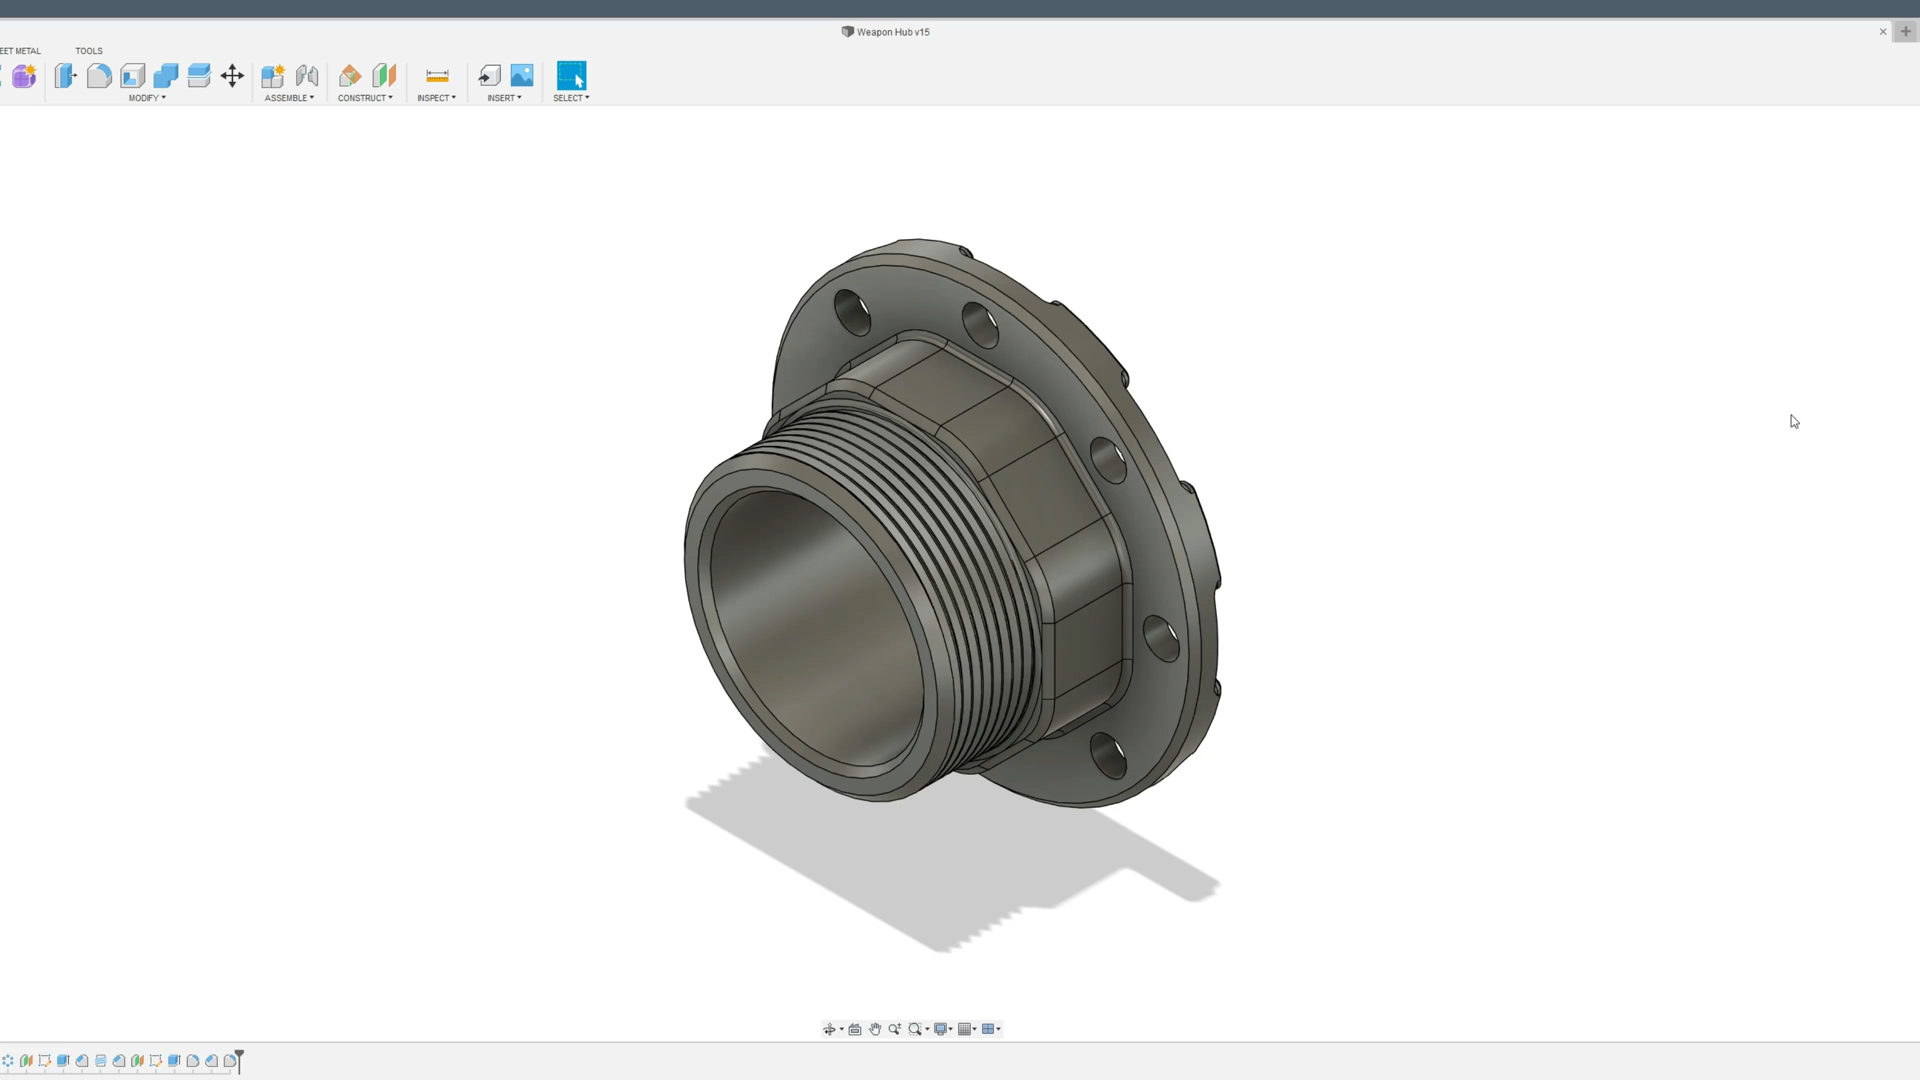 Weapon Hub v15
EET METAL TOOLS
MODIFY ASSEMBLE CONSTRUCT INSPECT INSERT SELECT